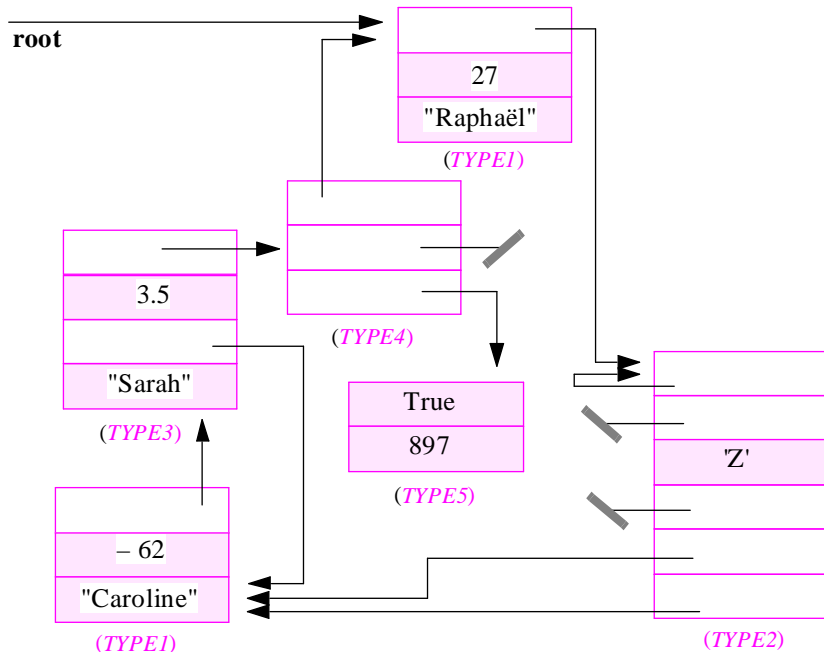 root
27
"Raphaël"
(TYPE1)
3.5
"Sarah"
(TYPE3)
(TYPE4)
True
897
(TYPE5)
'Z'
(TYPE2)
– 62
"Caroline"
(TYPE1)